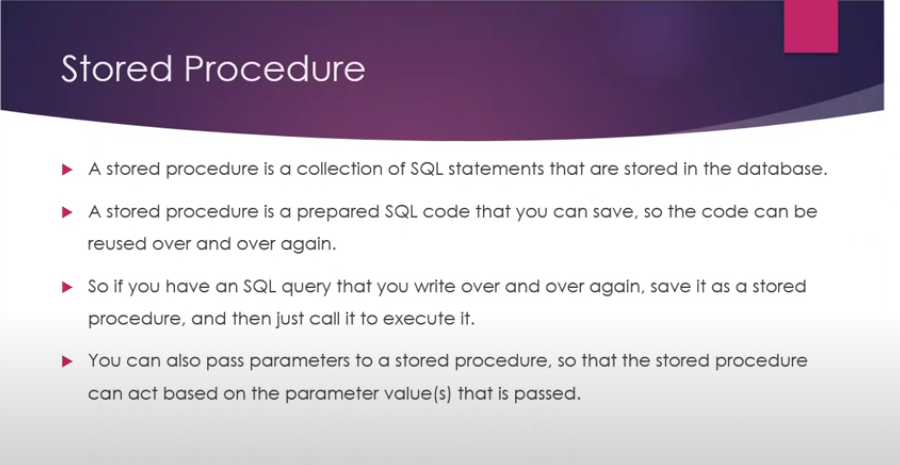 Stored Procedure
A stored procedure is a collection of SQL statements that are stored in the database.
A stored procedure is a prepared SQL code that you can save, so the code can be
reused over and over again.
So if you have an SQL query that you write over and over again, save it as a stored
procedure, and then just call it to execute it.
You can also pass parameters to a stored procedure, so that the stored procedure
can act based on the parameter value(s) that is passed.